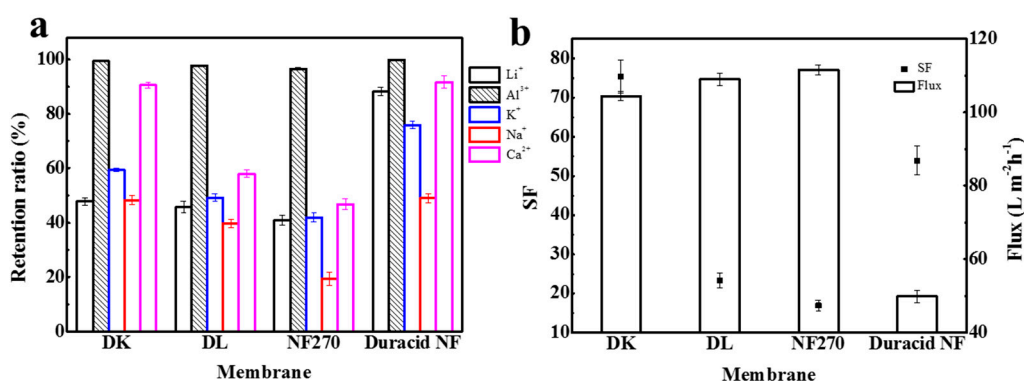 a
Retention ratio (%)
100
80
60
40
20
0
DK DL NF270 Duracid NF
Membrane
Li+
Al3+
K+
Na+
Ca2+
b
SF
80
70
60
50
40
30
20
10
DK DL NF270 Duracid NF
Membrane
SF
Flux
120
100
80
60
40
Flux (L m-2h-1)